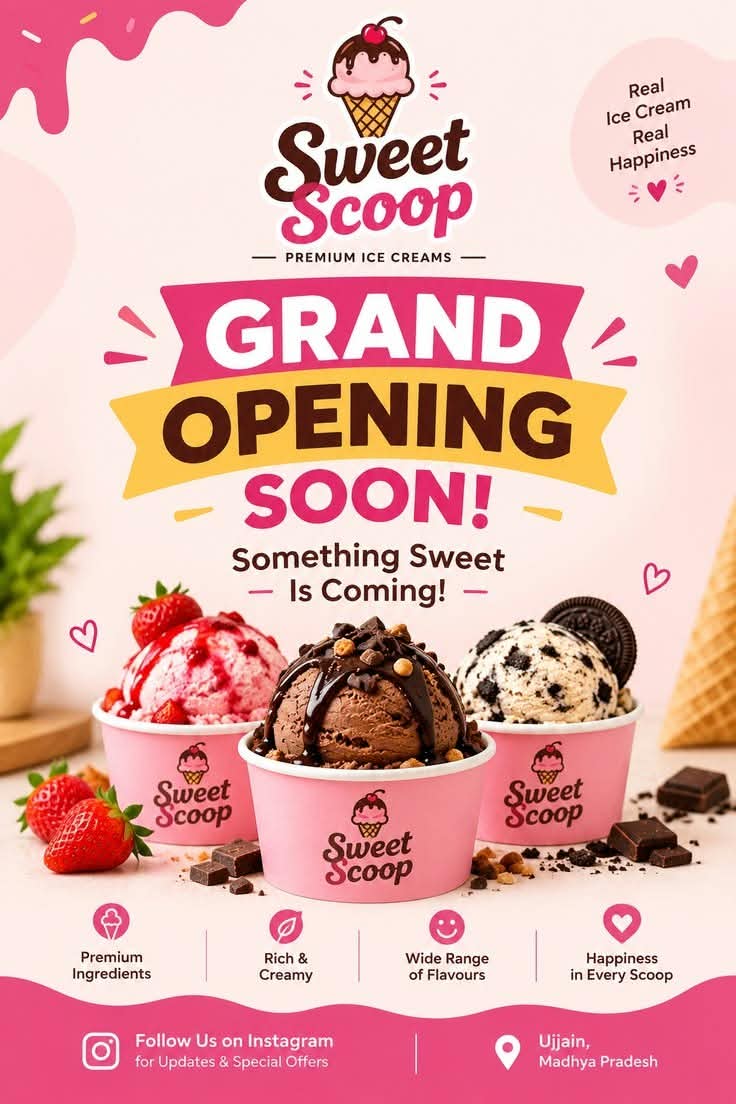 Sweet
Scoop
PREMIUM ICE CREAMS
Real
Ice Cream
Real
Happiness
GRAND
OPENING
SOON!
Something Sweet
Is Coming!
Sweet
Scoop
Sweet
Scoop
Sweet
Scoop
Premium
Ingredients
Rich &
Creamy
Wide Range
of Flavours
Happiness
in Every Scoop
Follow Us on Instagram
for Updates & Special Offers
Ujjain,
Madhya Pradesh